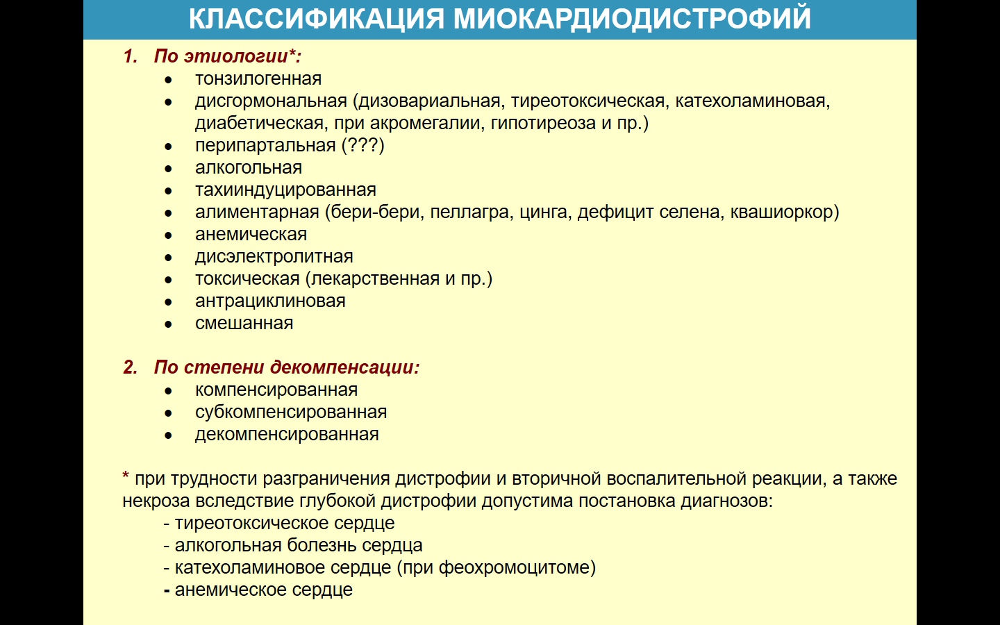 КЛАССИФИКАЦИЯ МИОКАРДИОДИСТРОФИЙ
1. По этиологии*:
• тонзилогенная
• дисгормональная (дизовариальная, тиреотоксическая, катехоламиновая,
диабетическая, при акромегалии, гипотиреоза и пр.)
• перипартальная (???)
• алкогольная
• тахииндуцированная
• алиментарная (бери-бери, пеллагра, цинга, дефицит селена, квашиоркор)
• анемическая
• дисэлектролитная
• токсическая (лекарственная и пр.)
• антрациклиновая
• смешанная
2. По степени декомпенсации:
• компенсированная
• субкомпенсированная
• декомпенсированная
* при трудности разграничения дистрофии и вторичной воспалительной реакции, а также
некроза вследствие глубокой дистрофии допустима постановка диагнозов:
- тиреотоксическое сердце
- алкогольная болезнь сердца
- катехоламиновое сердце (при феохромоцитоме)
- анемическое сердце